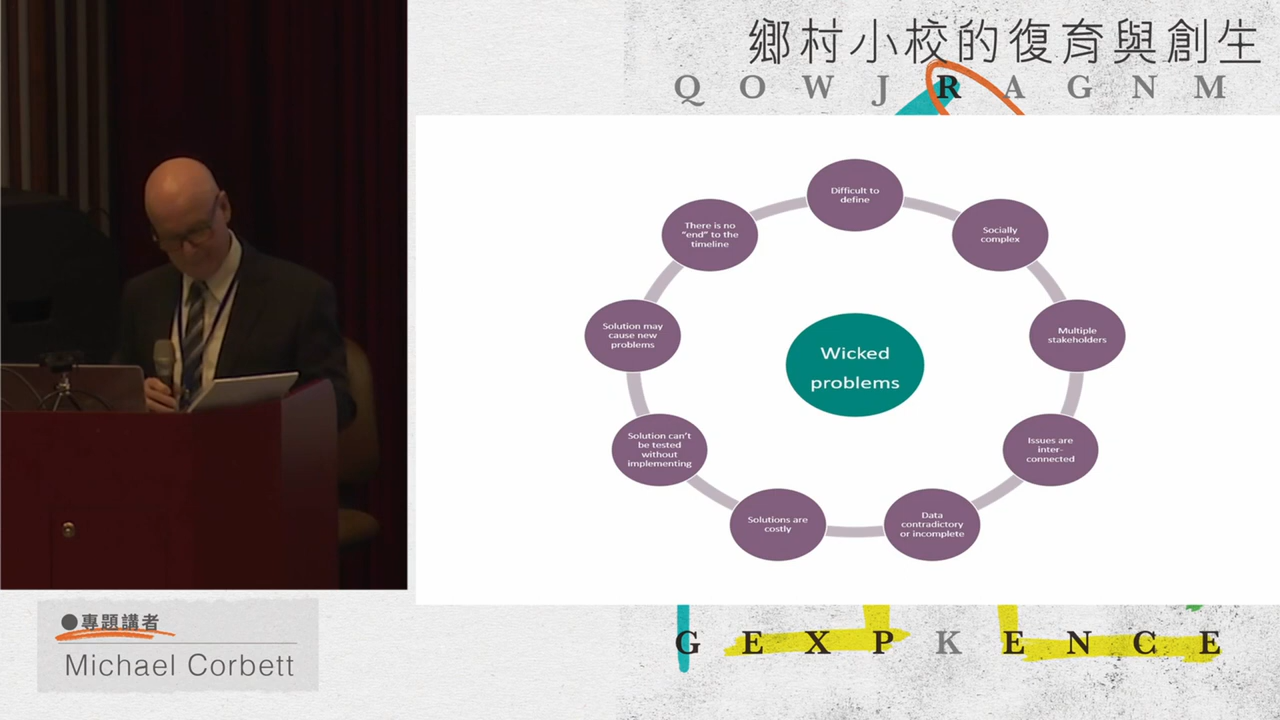 鄉村小校的復育與創生
Q O W J R A G N M
Difficult to
define
Socially
complex
Multiple
stakeholders
Issues are
inter-
connected
Data
contradictory
or incomplete
Solutions are
costly
Solution can't
be tested
without
implementing
Solution may
cause new
problems
There is no
"end" to the
timeline
Wicked
problems
●專題講者
Michael Corbett
G E X P K E N C E